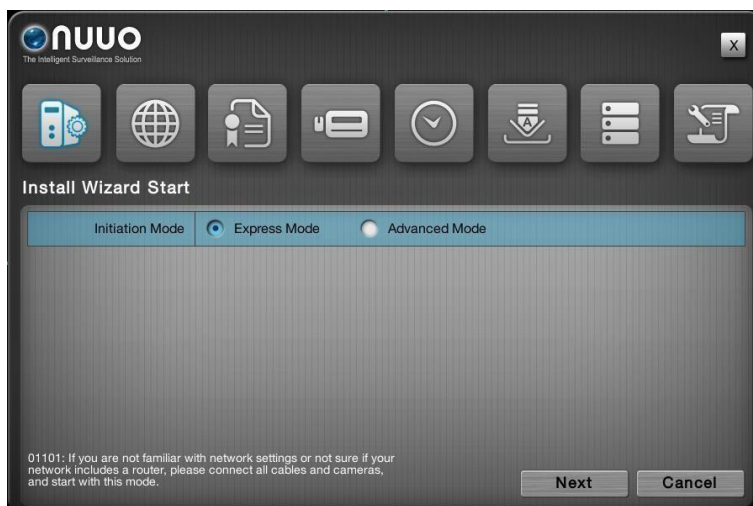 nuuo
The Intelligent Surveillance Solution
X
A
Install Wizard Start
Initiation Mode Express Mode Advanced Mode
01101: If you are not familiar with network settings or not sure if your
network includes a router, please connect all cables and cameras,
and start with this mode.
Next Cancel